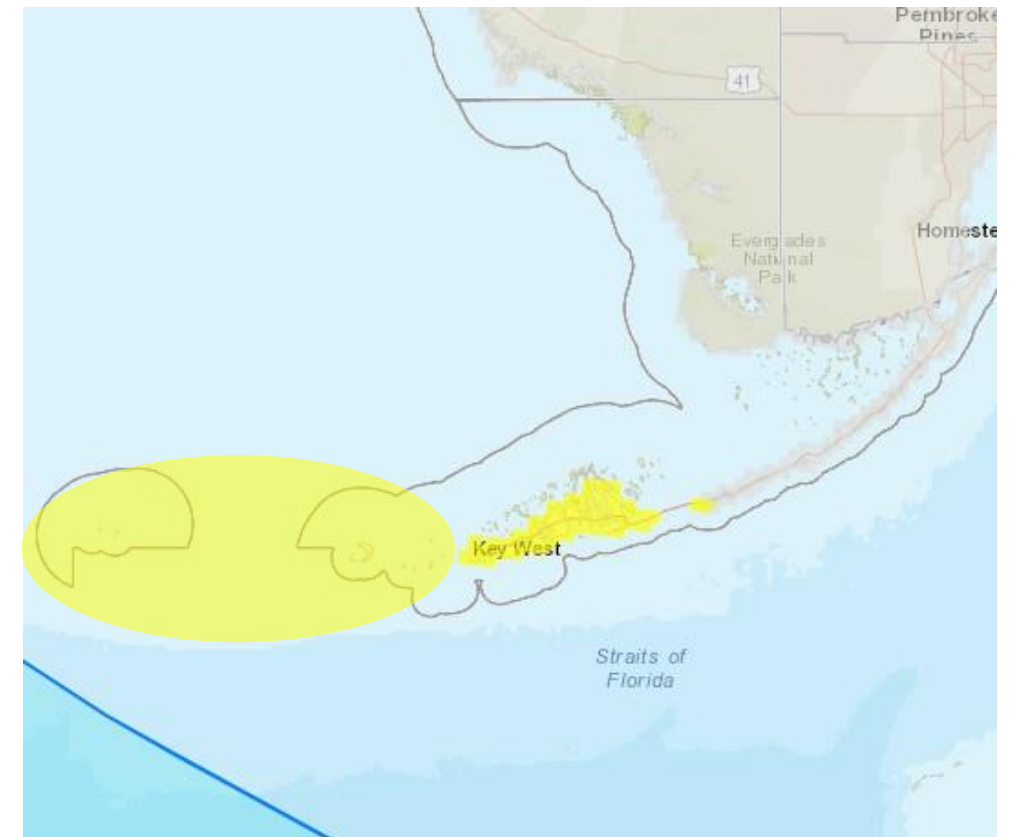 Pembroke
Pines
41
Homeste
Everglades
National
Park
Key West
Straits of
Florida